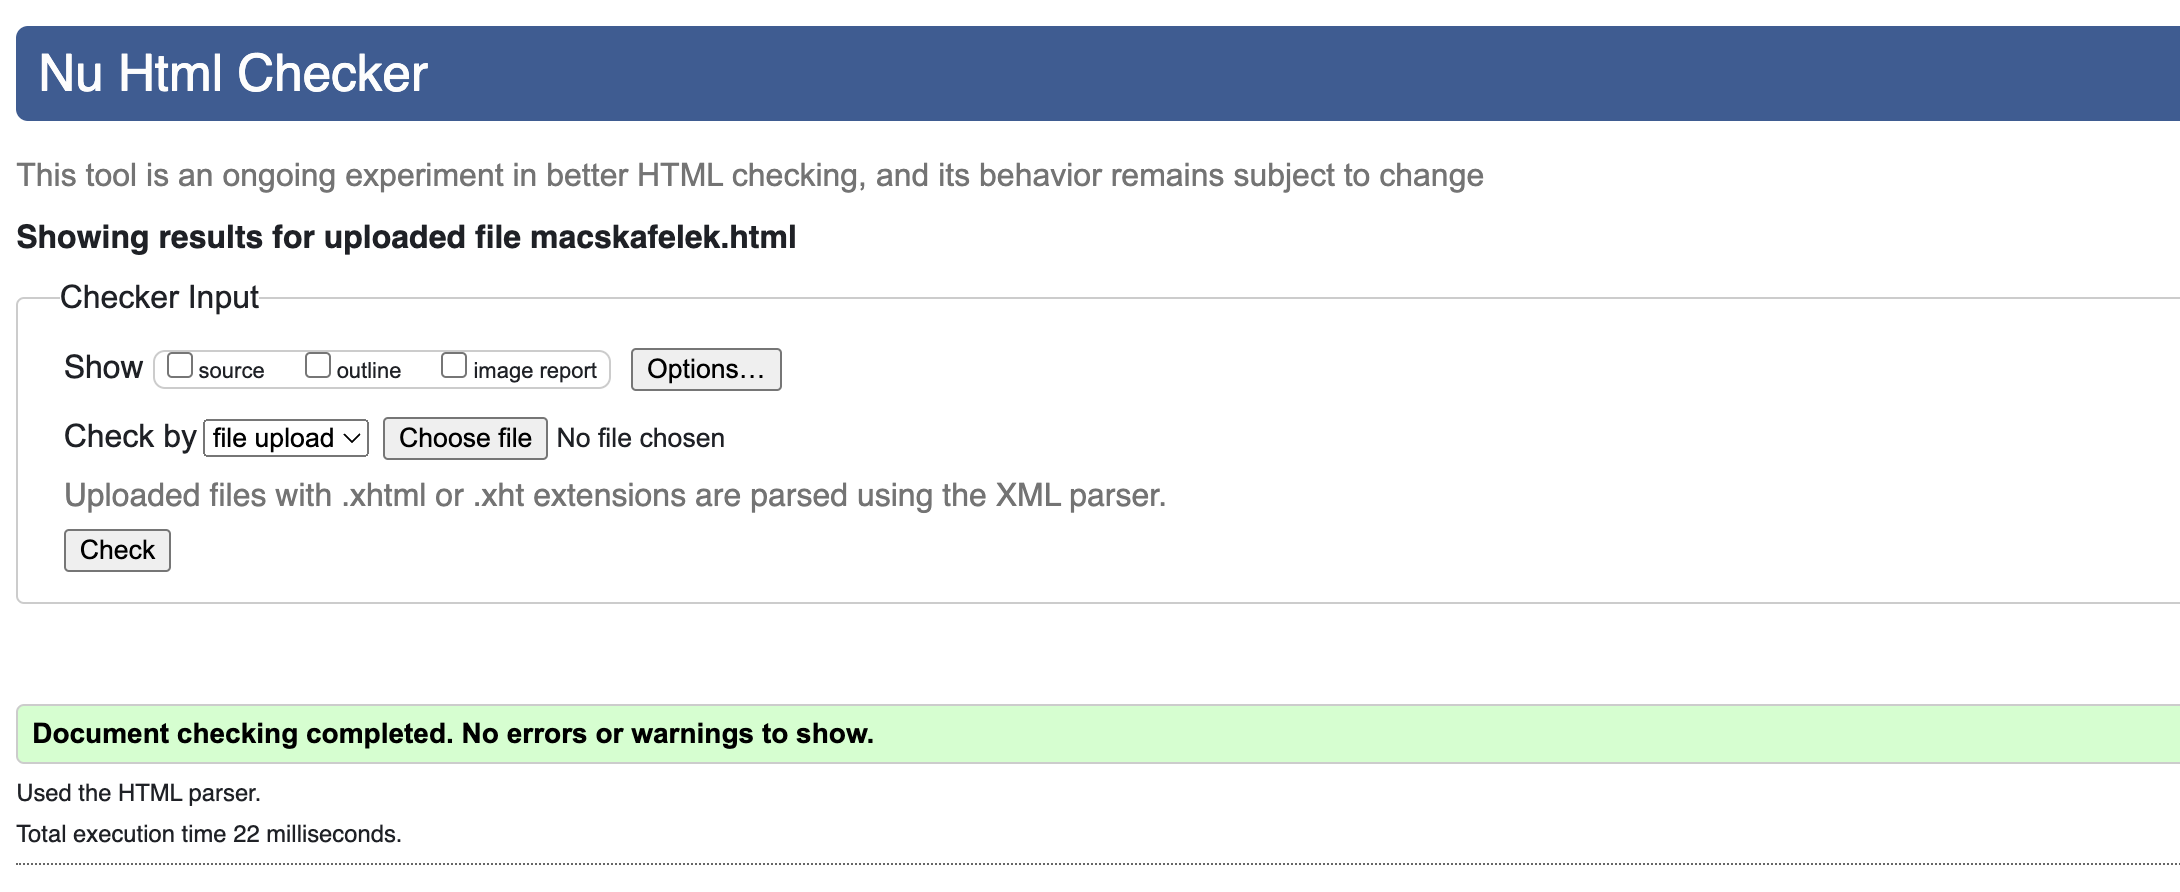 Nu Html Checker
This tool is an ongoing experiment in better HTML checking, and its behavior remains subject to change
Showing results for uploaded file macskafelek.html
Checker Input
Show source outline image report Options…
Check by file upload Choose file No file chosen
Uploaded files with .xhtml or .xht extensions are parsed using the XML parser.
Check
Document checking completed. No errors or warnings to show.
Used the HTML parser.
Total execution time 22 milliseconds.